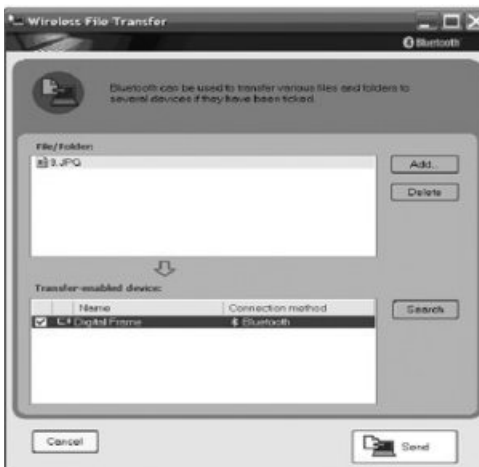 Wireless File Transfer
Bluetooth
Bluetooth can be used to transfer various files and folders to
several devices if they have been ticked.
File/Folder:
9.JPG
Add..
Delete
Transfer-enabled device:
Name Connection method
Digital Frame Bluetooth
Search
Cancel
Send